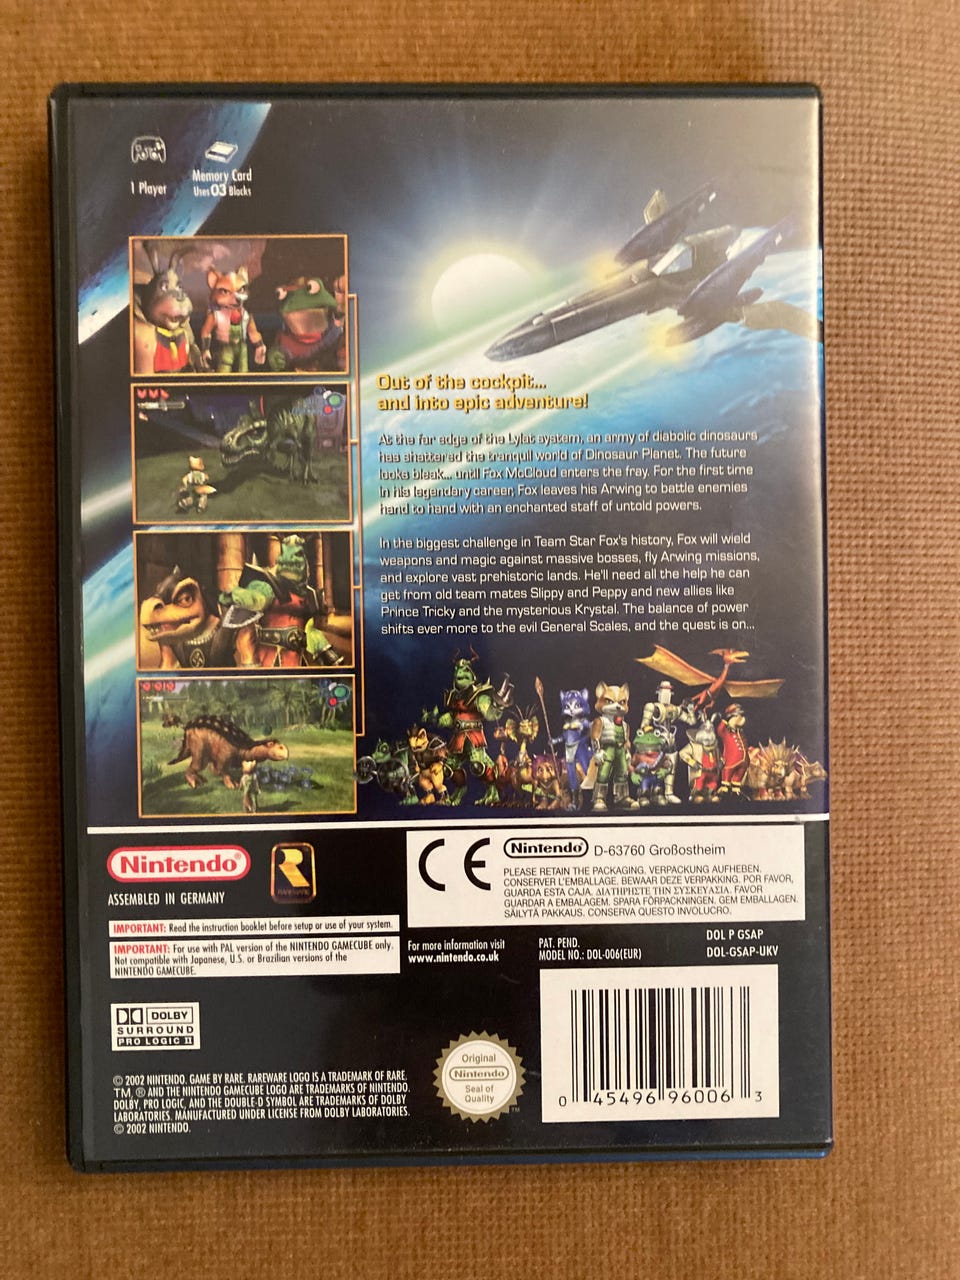 1 Player
Memory Card
Uses 03 Blocks
Out of the cockpit...
and into epic adventure!
At the far edge of the Lylat system, an army of diabolic dinosaurs
has shattered the tranquil world of Dinosaur Planet. The future
looks bleak... until Fox McCloud enters the fray. For the first time
in his legendary career, Fox leaves his Arwing to battle enemies
hand to hand with an enchanted staff of untold powers.
In the biggest challenge in Team Star Fox's history, Fox will wield
weapons and magic against massive bosses, fly Arwing missions,
and explore vast prehistoric lands. He'll need all the help he can
get from old team mates Slippy and Peppy and new allies like
Prince Tricky and the mysterious Krystal. The balance of power
shifts ever more to the evil General Scales, and the quest is on...
Nintendo®
RAREWARE
ASSEMBLED IN GERMANY
CE Nintendo® D-63760 Großostheim
PLEASE RETAIN THE PACKAGING. VERPACKUNG AUFHEBEN.
CONSERVER L'EMBALLAGE. BEWAAR DEZE VERPAKKING. POR FAVOR,
GUARDA ESTA CAJA. ΔΙΑΤΗΡΗΣΤΕ ΤΗΝ ΣΥΣΚΕΥΑΣΙΑ. FAVOR
GUARDAR A EMBALAGEM. SPARA FÖRPACKNINGEN. GEM EMBALLAGEN.
SÄILYTÄ PAKKAUS. CONSERVA QUESTO INVOLUCRO.
IMPORTANT: Read the instruction booklet before setup or use of your system.
IMPORTANT: For use with PAL version of the NINTENDO GAMECUBE only.
Not compatible with Japanese, U.S. or Brazilian versions of the
NINTENDO GAMECUBE.
For more information visit
www.nintendo.co.uk
PAT. PEND.
MODEL NO.: DOL-006(EUR)
DOL P GSAP
DOL-GSAP-UKV
DOLBY
SURROUND
PRO LOGIC II
© 2002 NINTENDO. GAME BY RARE. RAREWARE LOGO IS A TRADEMARK OF RARE.
TM, ® AND THE NINTENDO GAMECUBE LOGO ARE TRADEMARKS OF NINTENDO.
DOLBY, PRO LOGIC, AND THE DOUBLE-D SYMBOL ARE TRADEMARKS OF DOLBY
LABORATORIES. MANUFACTURED UNDER LICENSE FROM DOLBY LABORATORIES.
© 2002 NINTENDO.
Original
Nintendo
Seal of
Quality
TM
0 45496 96006 3